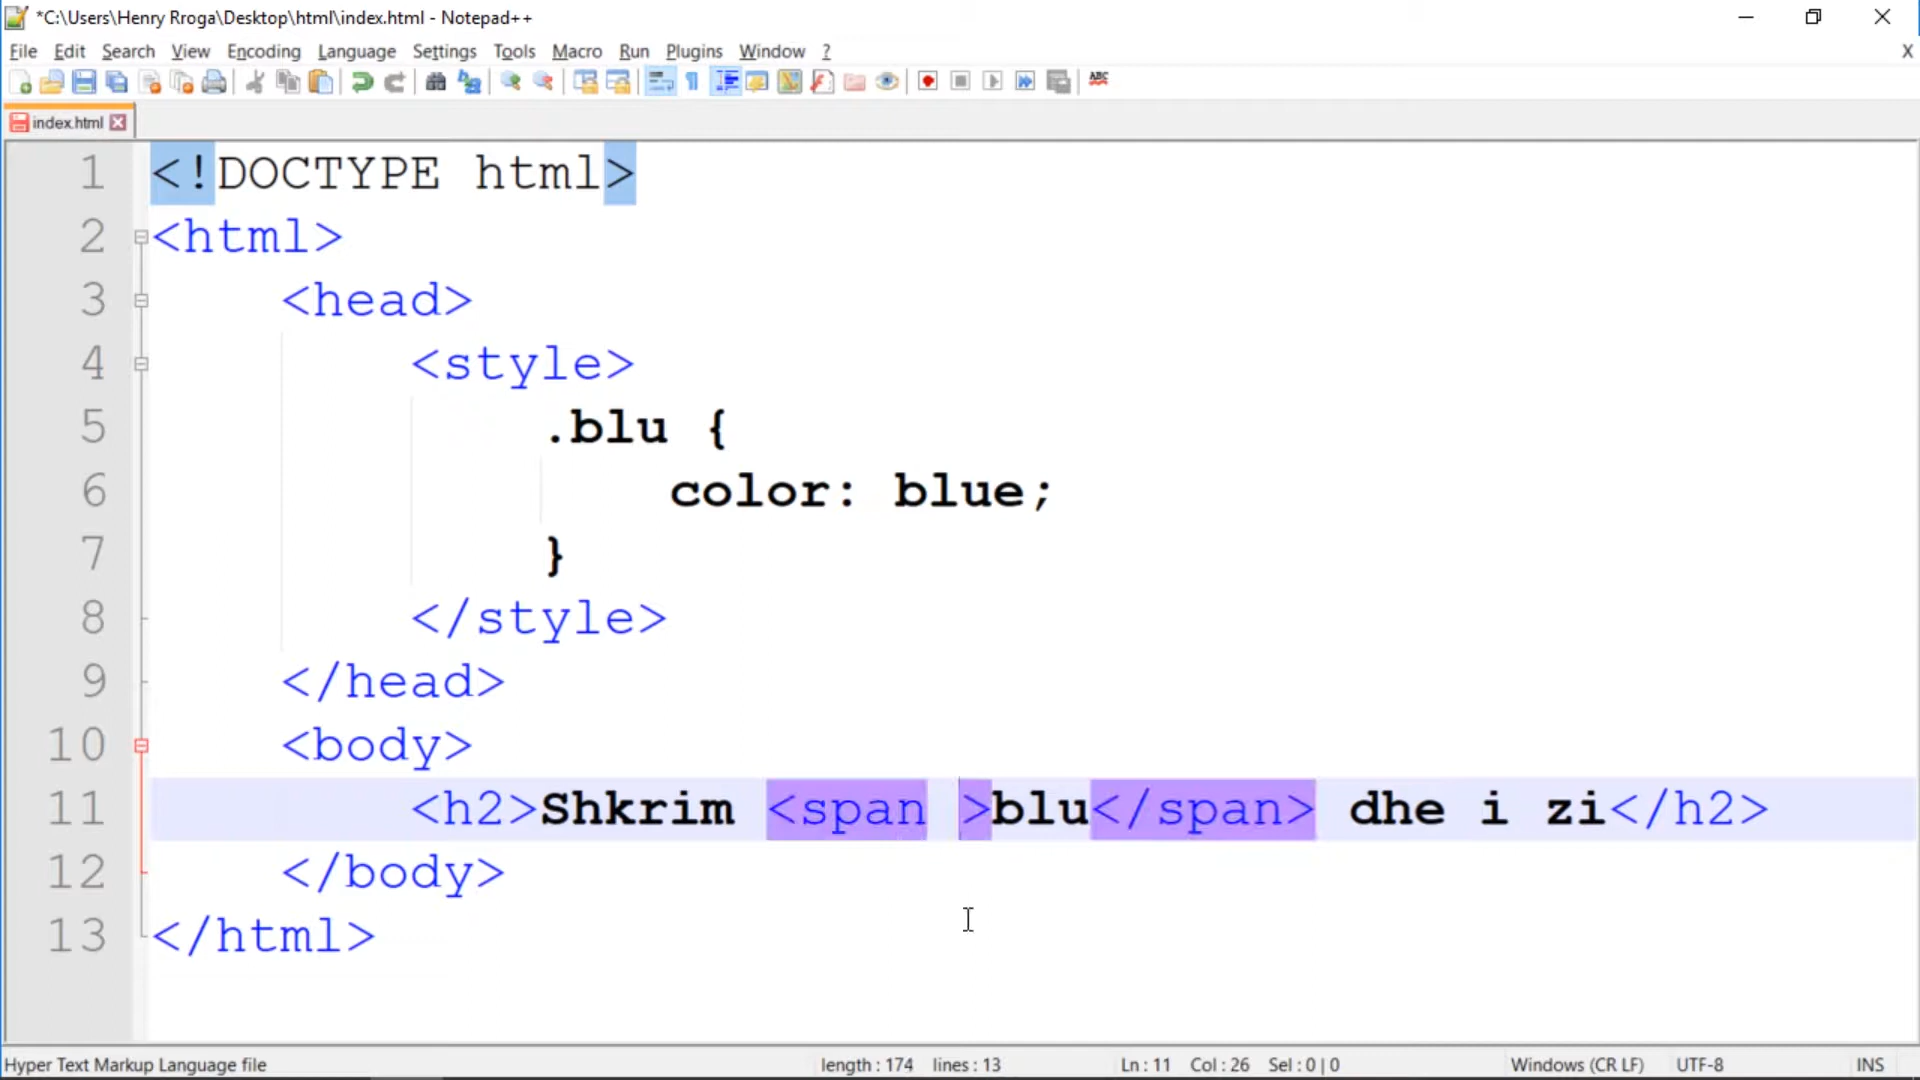 *C:\Users\Henry Rroga\Desktop\html\index.html - Notepad++
File Edit Search View Encoding Language Settings Tools Macro Run Plugins Window ? X
ABC
index.html
1 <!DOCTYPE html>
2 <html>
3 <head>
4 <style>
5 .blu {
6 color: blue;
7 }
8 </style>
9 </head>
10 <body>
11 <h2>Shkrim <span >blu</span> dhe i zi</h2>
12 </body>
13 </html>
Hyper Text Markup Language file length : 174 lines : 13 Ln : 11 Col : 26 Sel : 0 | 0 Windows (CR LF) UTF-8 INS